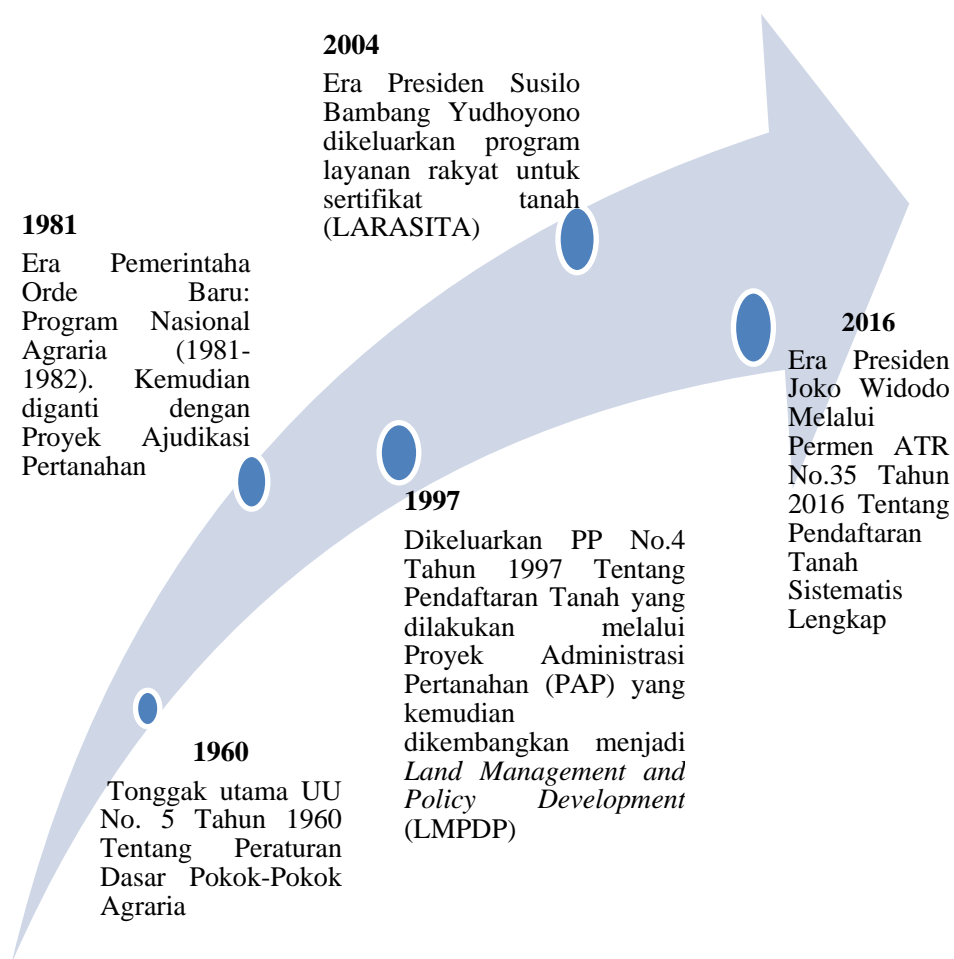 2004
Era Presiden Susilo
Bambang Yudhoyono
dikeluarkan program
layanan rakyat untuk
sertifikat tanah
(LARASITA)
1981
Era Pemerintaha
Orde Baru:
Program Nasional
Agraria (1981-
1982). Kemudian
diganti dengan
Proyek Ajudikasi
Pertanahan
2016
Era Presiden
Joko Widodo
Melalui
Permen ATR
No.35 Tahun
2016 Tentang
Pendaftaran
Tanah
Sistematis
Lengkap
1997
Dikeluarkan PP No.4
Tahun 1997 Tentang
Pendaftaran Tanah yang
dilakukan melalui
Proyek Administrasi
Pertanahan (PAP) yang
kemudian
dikembangkan menjadi
Land Management and
Policy Development
(LMPDP)
1960
Tonggak utama UU
No. 5 Tahun 1960
Tentang Peraturan
Dasar Pokok-Pokok
Agraria